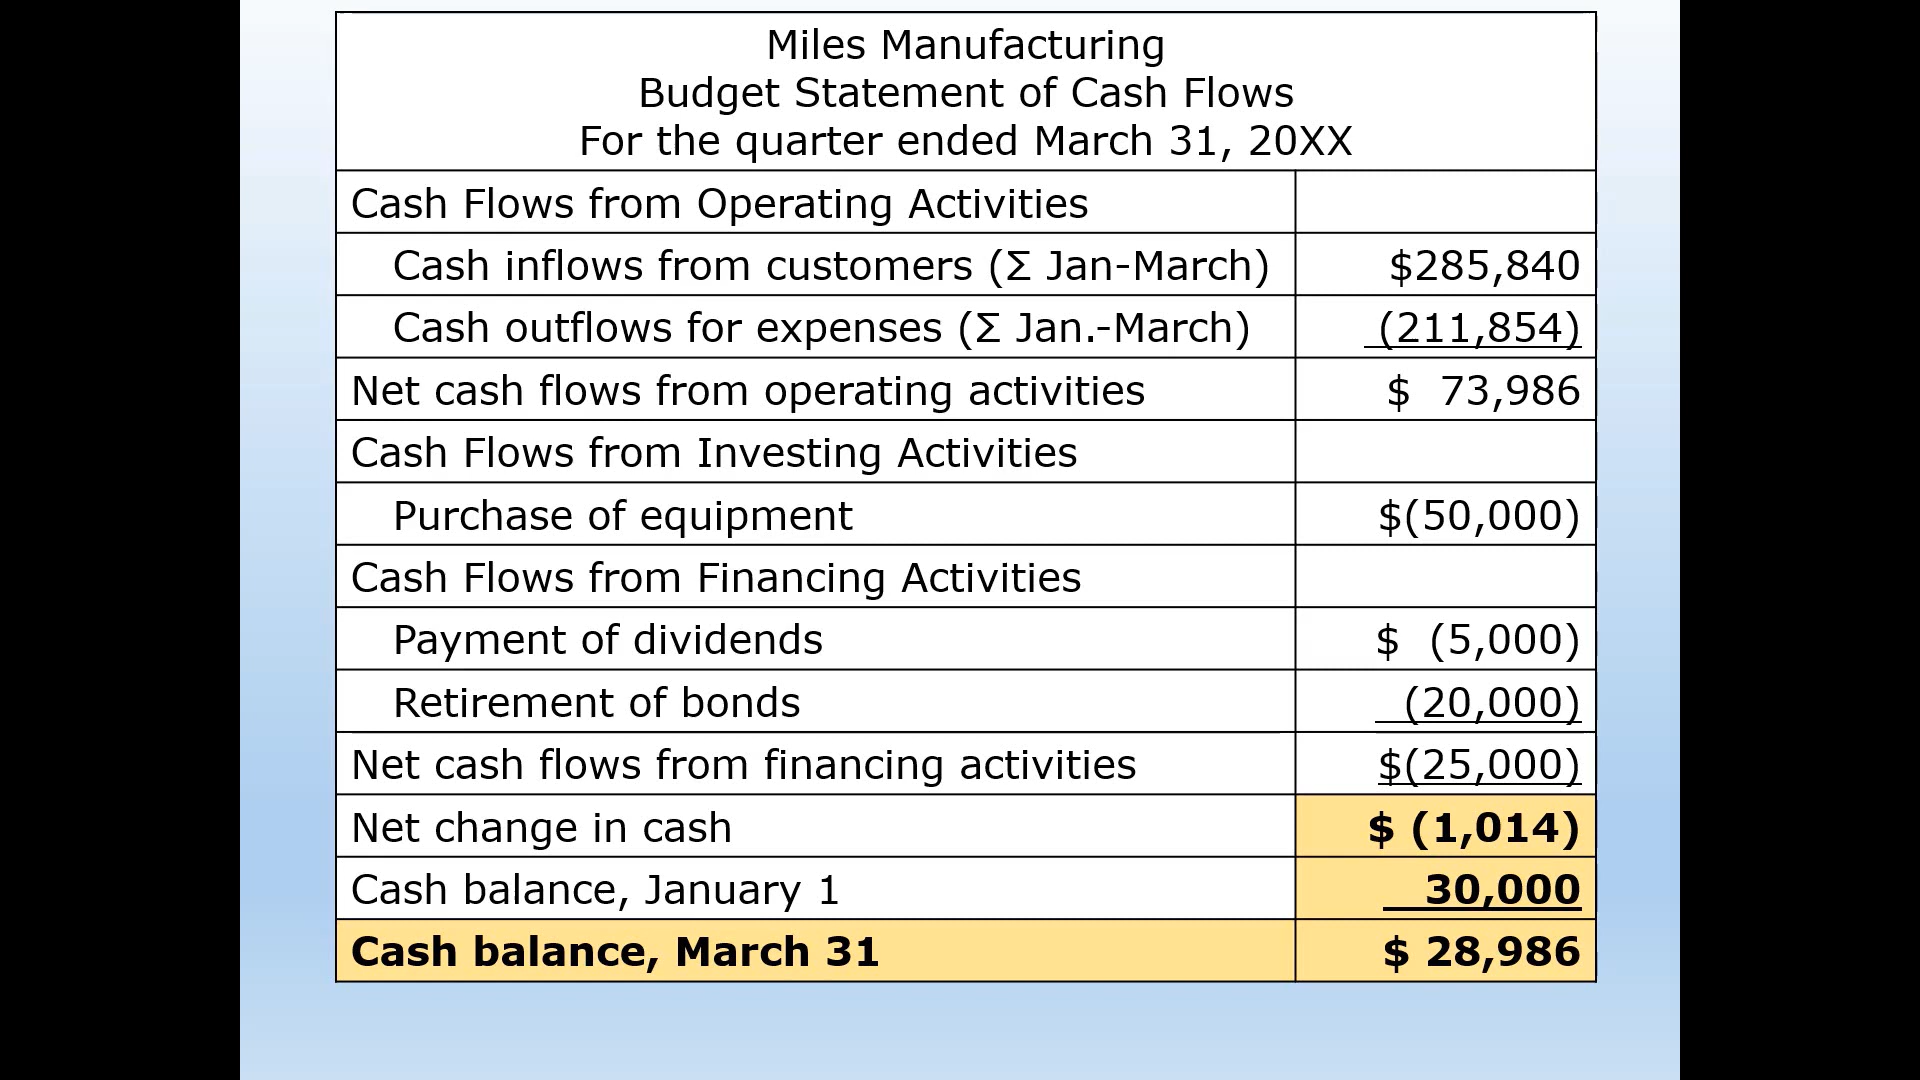 Miles Manufacturing
Budget Statement of Cash Flows
For the quarter ended March 31, 20XX
Cash Flows from Operating Activities
Cash inflows from customers (Σ Jan-March) $285,840
Cash outflows for expenses (Σ Jan.-March) (211,854)
Net cash flows from operating activities $ 73,986
Cash Flows from Investing Activities
Purchase of equipment $(50,000)
Cash Flows from Financing Activities
Payment of dividends $ (5,000)
Retirement of bonds (20,000)
Net cash flows from financing activities $(25,000)
Net change in cash $ (1,014)
Cash balance, January 1 30,000
Cash balance, March 31 $ 28,986